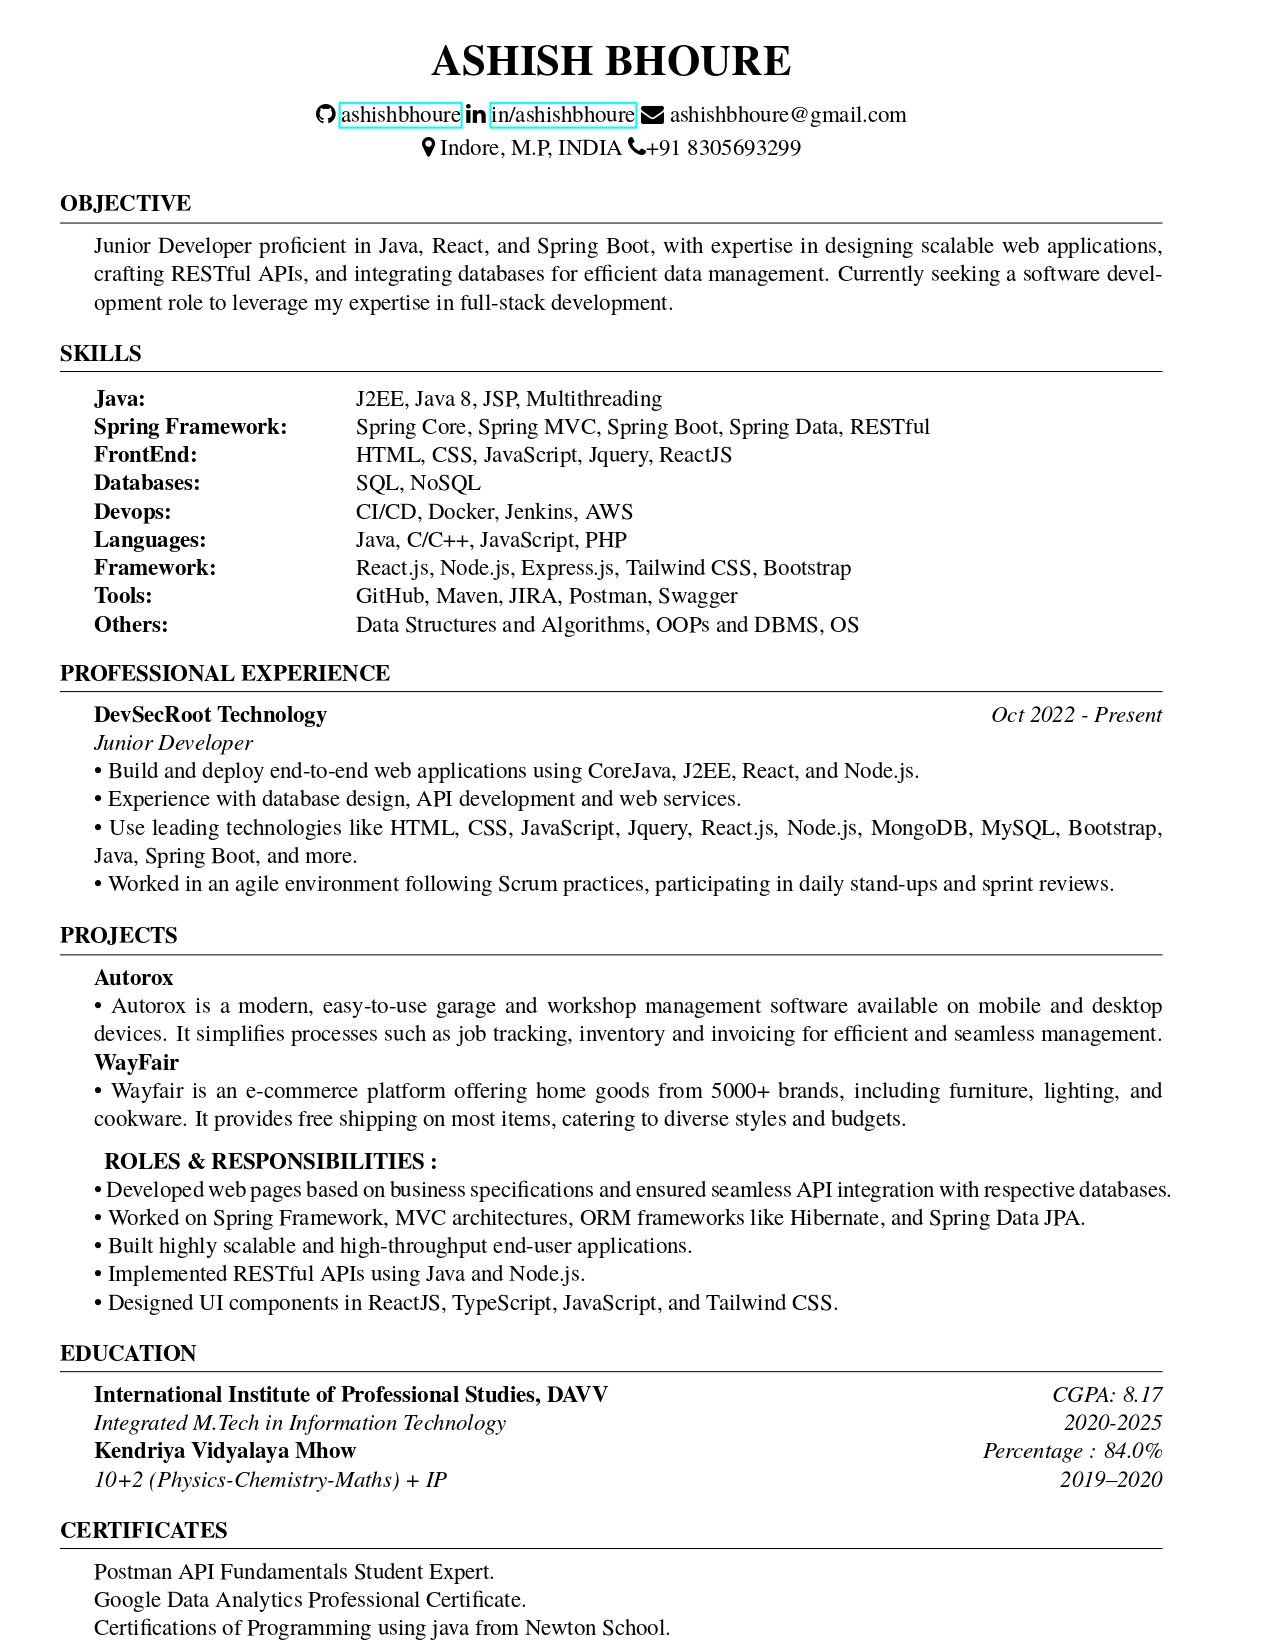 ASHISH BHOURE
ashishbhoure in/ashishbhoure ashishbhoure@gmail.com
Indore, M.P, INDIA +91 8305693299
OBJECTIVE
Junior Developer proficient in Java, React, and Spring Boot, with expertise in designing scalable web applications,
crafting RESTful APIs, and integrating databases for efficient data management. Currently seeking a software devel-
opment role to leverage my expertise in full-stack development.
SKILLS
Java: J2EE, Java 8, JSP, Multithreading
Spring Framework: Spring Core, Spring MVC, Spring Boot, Spring Data, RESTful
FrontEnd: HTML, CSS, JavaScript, Jquery, ReactJS
Databases: SQL, NoSQL
Devops: CI/CD, Docker, Jenkins, AWS
Languages: Java, C/C++, JavaScript, PHP
Framework: React.js, Node.js, Express.js, Tailwind CSS, Bootstrap
Tools: GitHub, Maven, JIRA, Postman, Swagger
Others: Data Structures and Algorithms, OOPs and DBMS, OS
PROFESSIONAL EXPERIENCE
DevSecRoot Technology Oct 2022 - Present
Junior Developer
• Build and deploy end-to-end web applications using CoreJava, J2EE, React, and Node.js.
• Experience with database design, API development and web services.
• Use leading technologies like HTML, CSS, JavaScript, Jquery, React.js, Node.js, MongoDB, MySQL, Bootstrap,
Java, Spring Boot, and more.
• Worked in an agile environment following Scrum practices, participating in daily stand-ups and sprint reviews.
PROJECTS
Autorox
• Autorox is a modern, easy-to-use garage and workshop management software available on mobile and desktop
devices. It simplifies processes such as job tracking, inventory and invoicing for efficient and seamless management.
WayFair
• Wayfair is an e-commerce platform offering home goods from 5000+ brands, including furniture, lighting, and
cookware. It provides free shipping on most items, catering to diverse styles and budgets.
ROLES & RESPONSIBILITIES :
• Developed web pages based on business specifications and ensured seamless API integration with respective databases.
• Worked on Spring Framework, MVC architectures, ORM frameworks like Hibernate, and Spring Data JPA.
• Built highly scalable and high-throughput end-user applications.
• Implemented RESTful APIs using Java and Node.js.
• Designed UI components in ReactJS, TypeScript, JavaScript, and Tailwind CSS.
EDUCATION
International Institute of Professional Studies, DAVV CGPA: 8.17
Integrated M.Tech in Information Technology 2020-2025
Kendriya Vidyalaya Mhow Percentage : 84.0%
10+2 (Physics-Chemistry-Maths) + IP 2019–2020
CERTIFICATES
Postman API Fundamentals Student Expert.
Google Data Analytics Professional Certificate.
Certifications of Programming using java from Newton School.